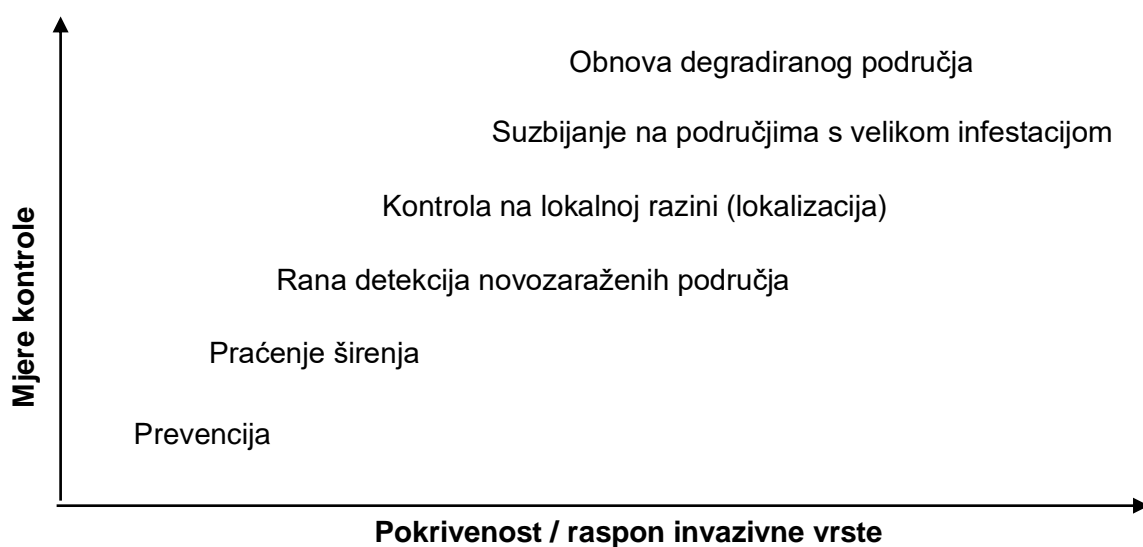 Obnova degradiranog područja
Suzbijanje na područjima s velikom infestacijom
Kontrola na lokalnoj razini (lokalizacija)
Rana detekcija novozaraženih područja
Praćenje širenja
Prevencija
Mjere kontrole
Pokrivenost / raspon invazivne vrste